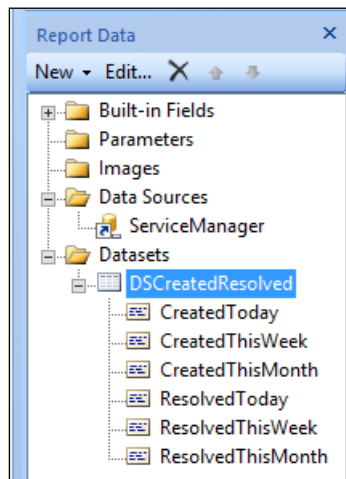 Report Data
New Edit...
Built-in Fields
Parameters
Images
Data Sources
ServiceManager
Datasets
DSCreatedResolved
CreatedToday
CreatedThisWeek
CreatedThisMonth
ResolvedToday
ResolvedThisWeek
ResolvedThisMonth